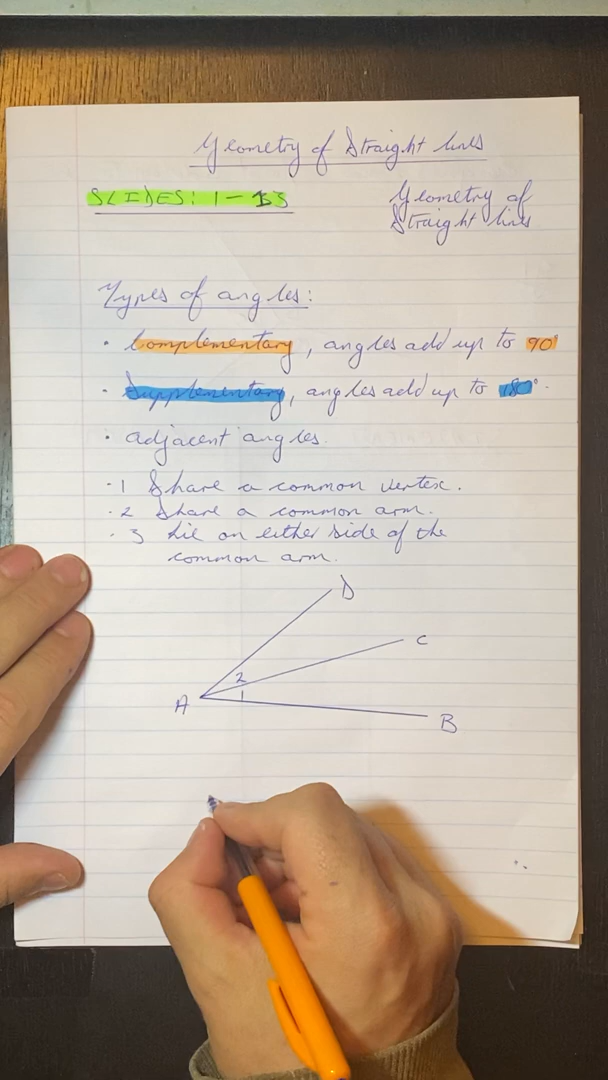 Geometry of Straight lines
SLIDES: 1 - 33
Geometry of
Straight lines
Types of angles:
• Complementary, angles add up to 90°
• Supplementary, angles add up to 180°.
• adjacent angles.
• 1 Share a common vertex.
• 2 Share a common arm.
• 3 Lie on either side of the
common arm.
D
C
2
A
1
B